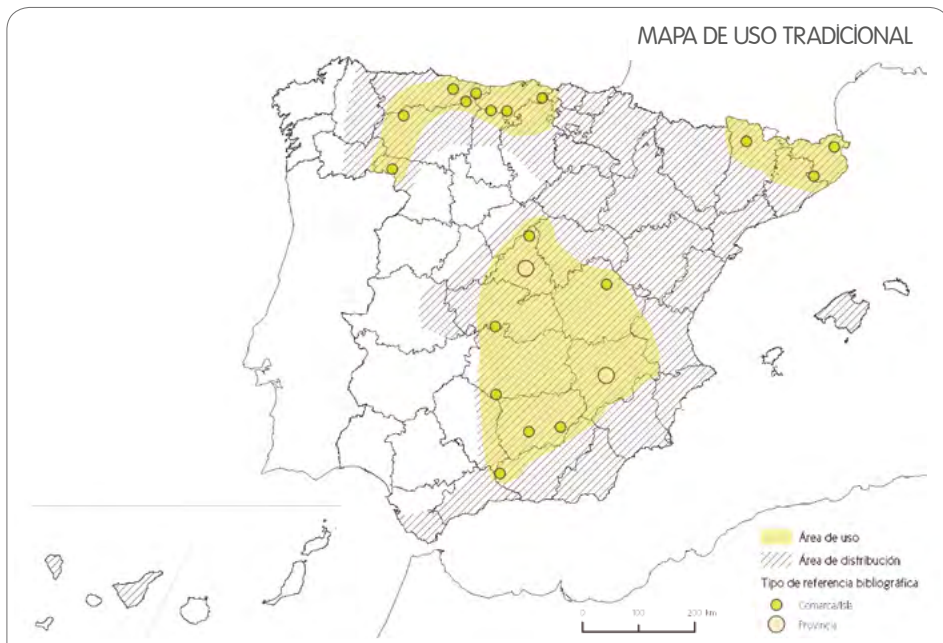 MAPA DE USO TRADICIONAL
Área de uso
Área de distribución
Tipo de referencia bibliográfica
Comarca/Isla
Provincia
0 100 200 km